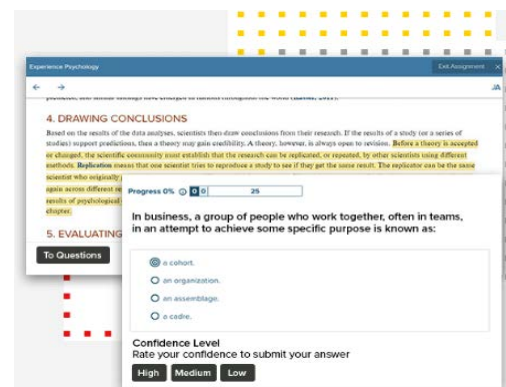 Experience Psychology
Exit Assignment
4. DRAWING CONCLUSIONS
Based on the results of the data analyses, scientists then draw conclusions from their research. If the results of a study (or a series of
studies) support predictions, then a theory may gain credibility. A theory, however, is always open to revision. Before a theory is accepted
or changed, the scientific community must establish that the research can be replicated, or repeated, by other scientists using different
methods. Replication means that one scientist tries to reproduce a study to see if they get the same result. The replicator can be the same
scientist who originally
again across different re
results of psychological
chapter.
5. EVALUATING
To Questions
Progress 0% 0 0 25
In business, a group of people who work together, often in teams,
in an attempt to achieve some specific purpose is known as:
a cohort.
an organization.
an assemblage.
a cadre.
Confidence Level
Rate your confidence to submit your answer
High Medium Low